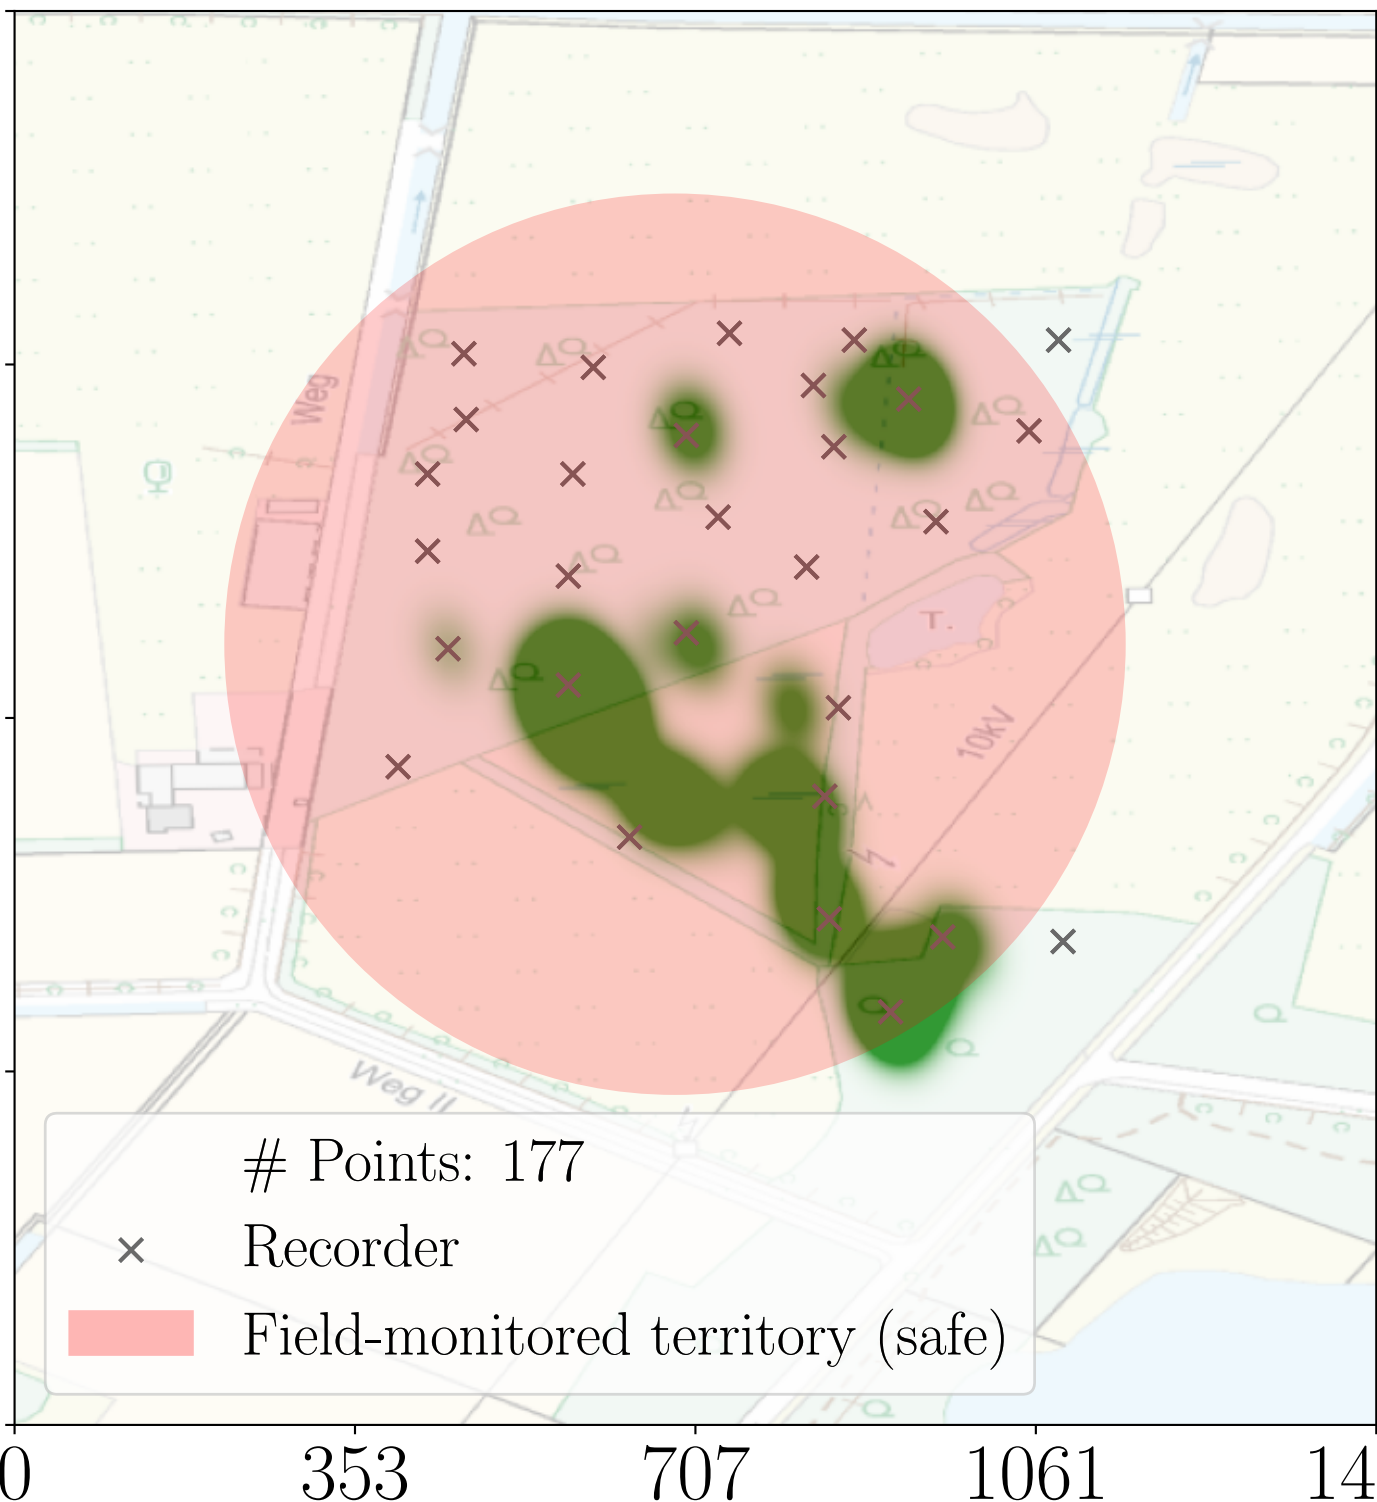 Weg
T.
10kV
Weg II
# Points: 177
Recorder
Field-monitored territory (safe)
0 353 707 1061 14